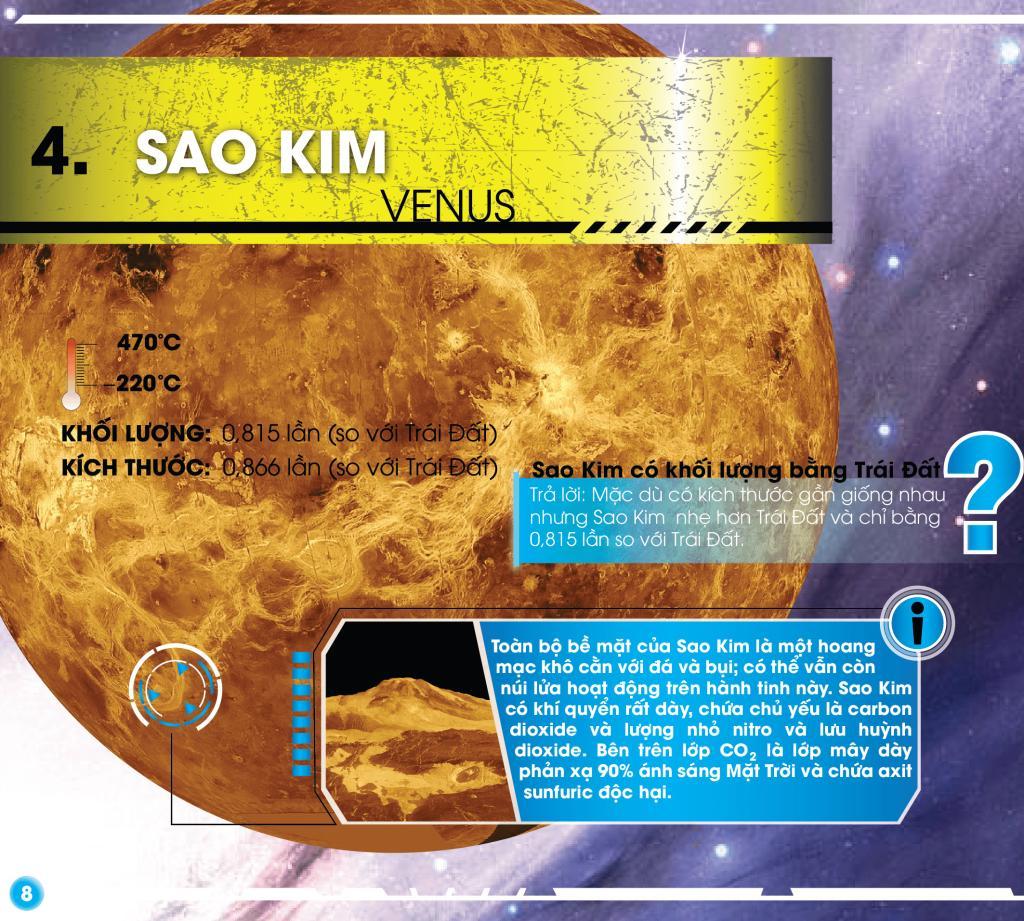 4. SAO KIM
VENUS
470°C
-220°C
KHỐI LƯỢNG: 0,815 lần (so với Trái Đất)
KÍCH THƯỚC: 0,866 lần (so với Trái Đất)
Sao Kim có khối lượng bằng Trái Đất
?
Trả lời: Mặc dù có kích thước gần giống nhau
nhưng Sao Kim nhẹ hơn Trái Đất và chỉ bằng
0,815 lần so với Trái Đất.
i
Toàn bộ bề mặt của Sao Kim là một hoang
mạc khô cằn với đá và bụi; có thể vẫn còn
núi lửa hoạt động trên hành tinh này. Sao Kim
có khí quyển rất dày, chứa chủ yếu là carbon
dioxide và lượng nhỏ nitro và lưu huỳnh
dioxide. Bên trên lớp CO₂ là lớp mây dày
phản xạ 90% ánh sáng Mặt Trời và chứa axit
sunfuric độc hại.
8